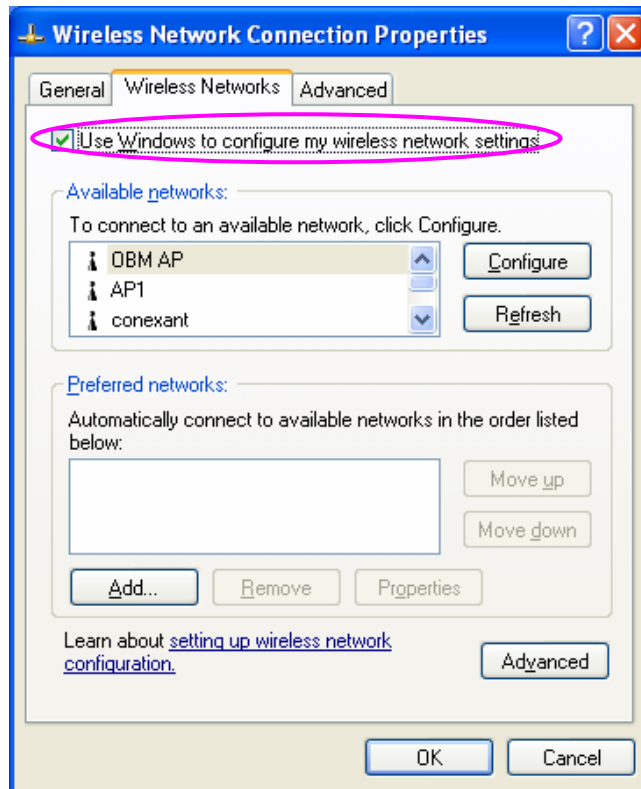 Wireless Network Connection Properties
General Wireless Networks Advanced
Use Windows to configure my wireless network settings
Available networks:
To connect to an available network, click Configure.
OBM AP
AP1
conexant
Configure
Refresh
Preferred networks:
Automatically connect to available networks in the order listed
below:
Move up
Move down
Add... Remove Properties
Learn about setting up wireless network
configuration.
Advanced
OK Cancel